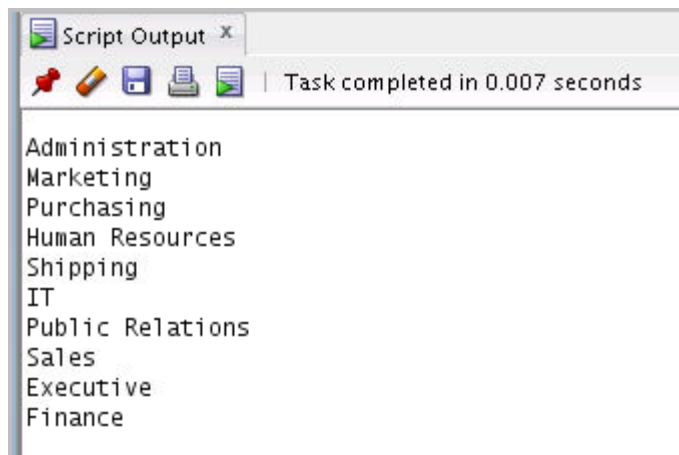 Script Output x
Task completed in 0.007 seconds
Administration
Marketing
Purchasing
Human Resources
Shipping
IT
Public Relations
Sales
Executive
Finance